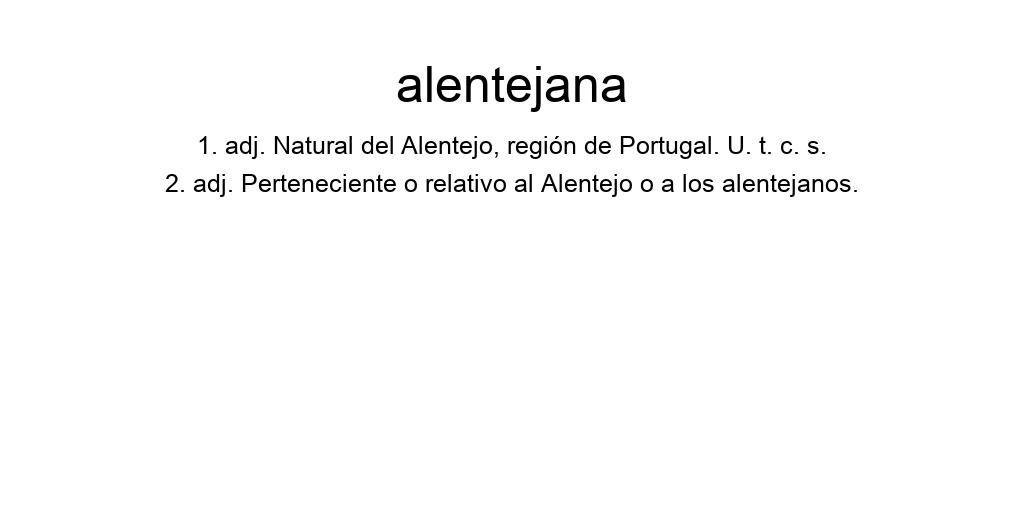 alentejana
1. adj. Natural del Alentejo, región de Portugal. U. t. c. s.
2. adj. Perteneciente o relativo al Alentejo o a los alentejanos.